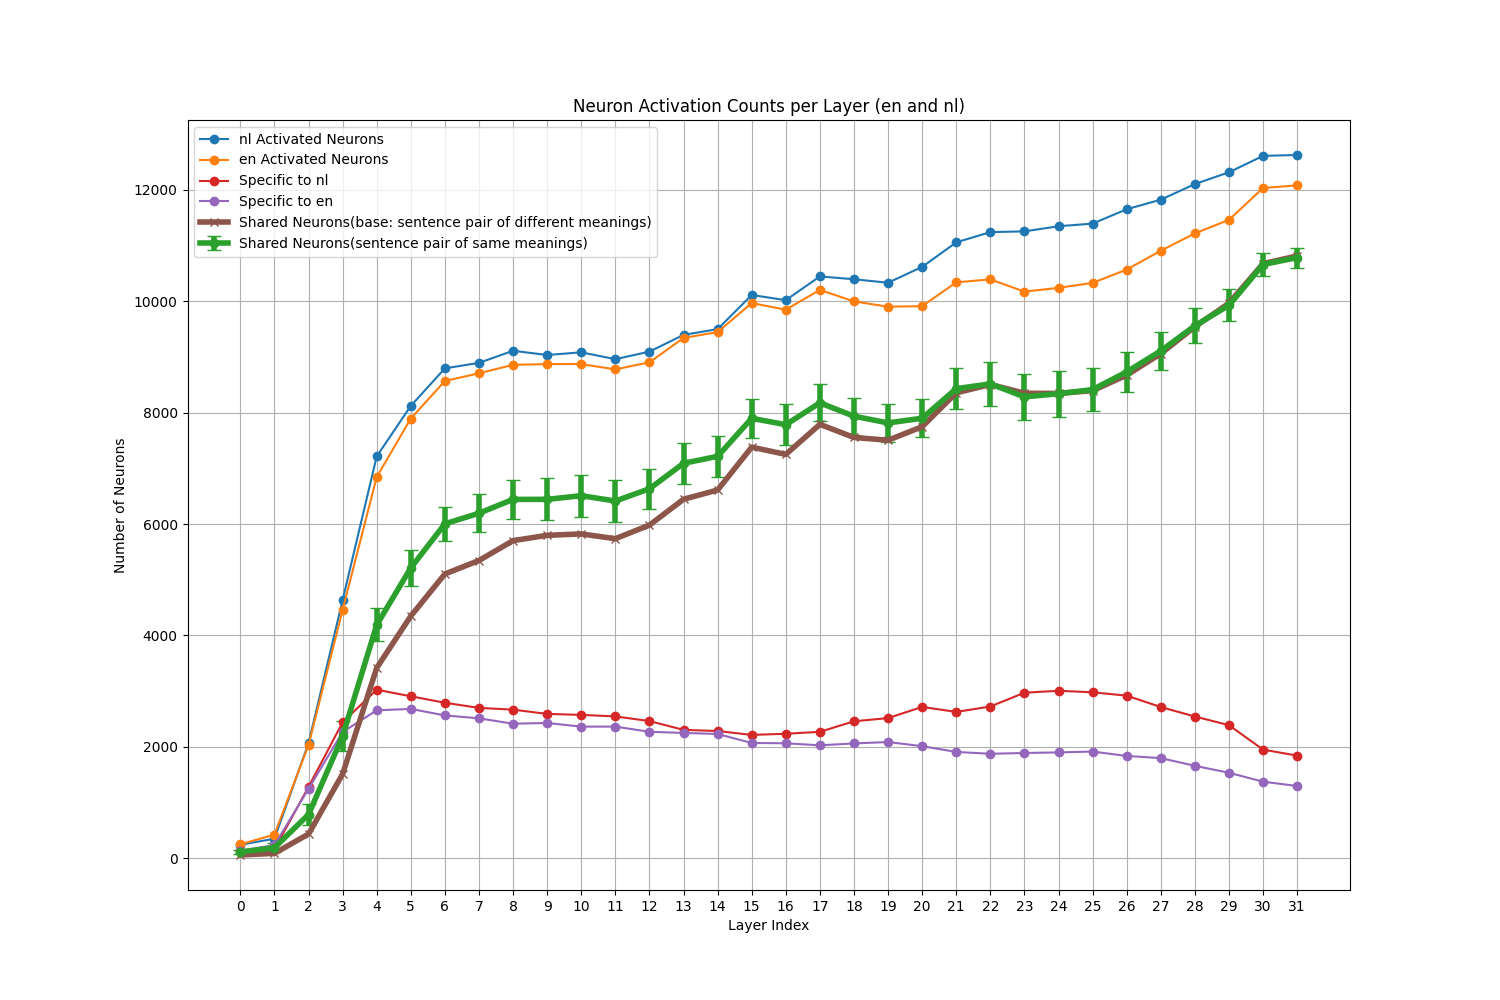 Neuron Activation Counts per Layer (en and nl)
nl Activated Neurons
en Activated Neurons
Specific to nl
Specific to en
Shared Neurons(base: sentence pair of different meanings)
Shared Neurons(sentence pair of same meanings)
Number of Neurons
12000
10000
8000
6000
4000
2000
0
0 1 2 3 4 5 6 7 8 9 10 11 12 13 14 15 16 17 18 19 20 21 22 23 24 25 26 27 28 29 30 31
Layer Index